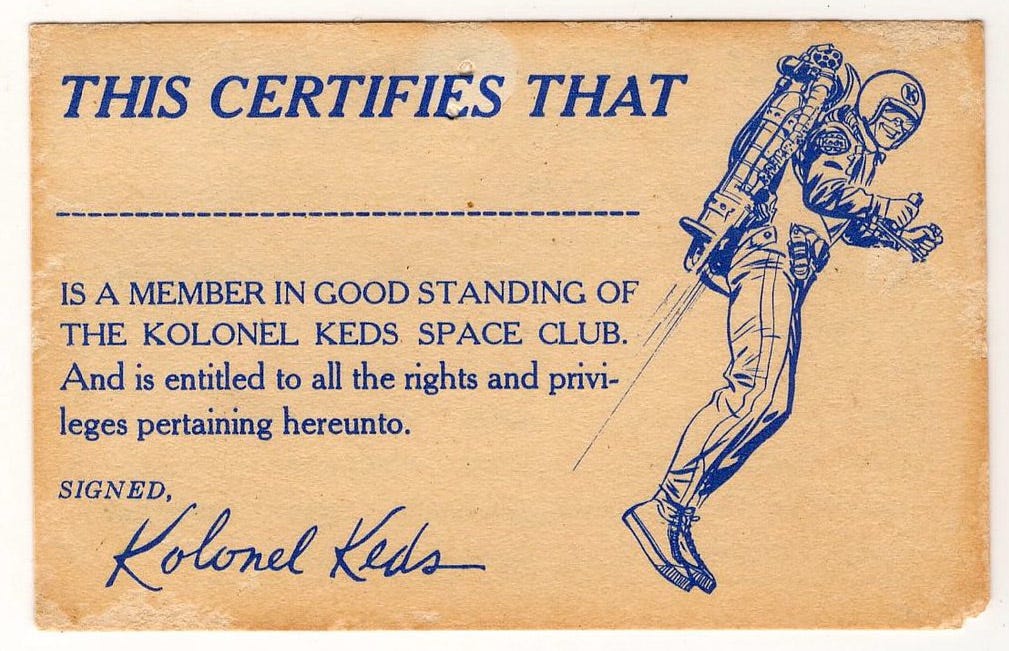 THIS CERTIFIES THAT
IS A MEMBER IN GOOD STANDING OF
THE KOLONEL KEDS SPACE CLUB.
And is entitled to all the rights and privi-
leges pertaining hereunto.
SIGNED,
Kolonel Keds
K
Keds